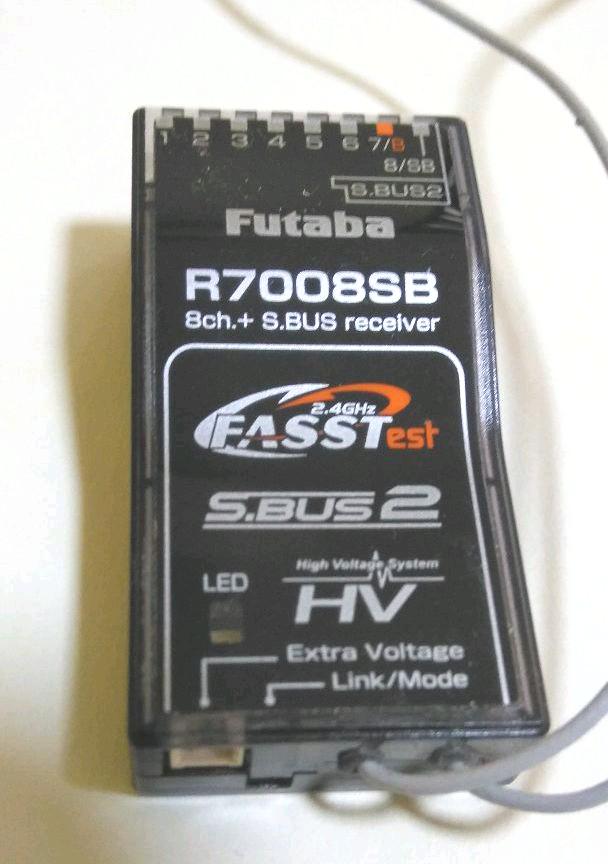 1 2 3 4 5 6 7/B
8/SB
S.BUS2
Futaba
R7008SB
8ch.+ S.BUS receiver
2.4GHz
FASSTest
S.BUS2
High Voltage System
HV
LED
Extra Voltage
Link/Mode